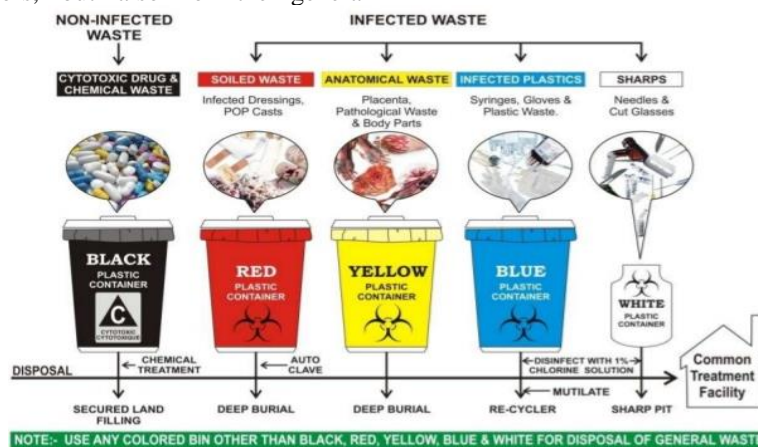 NON-INFECTED
WASTE
INFECTED WASTE
CYTOTOXIC DRUG &
CHEMICAL WASTE
SOILED WASTE
Infected Dressings,
POP Casts
ANATOMICAL WASTE
Placenta,
Pathological Waste
& Body Parts
INFECTED PLASTICS
Syringes, Gloves &
Plastic Waste.
SHARPS
Needles &
Cut Glasses
BLACK
PLASTIC
CONTAINER
C
CYTOTOXIC
CYTOTOXIQUE
RED
PLASTIC
CONTAINER
YELLOW
PLASTIC
CONTAINER
BLUE
PLASTIC
CONTAINER
WHITE
PLASTIC
CONTAINER
DISPOSAL
CHEMICAL
TREATMENT
AUTO
CLAVE
DISINFECT WITH 1%
CHLORINE SOLUTION
MUTILATE
Common
Treatment
Facility
SECURED LAND
FILLING
DEEP BURIAL
DEEP BURIAL
RE-CYCLER
SHARP PIT
NOTE:- USE ANY COLORED BIN OTHER THAN BLACK, RED, YELLOW, BLUE & WHITE FOR DISPOSAL OF GENERAL WASTE